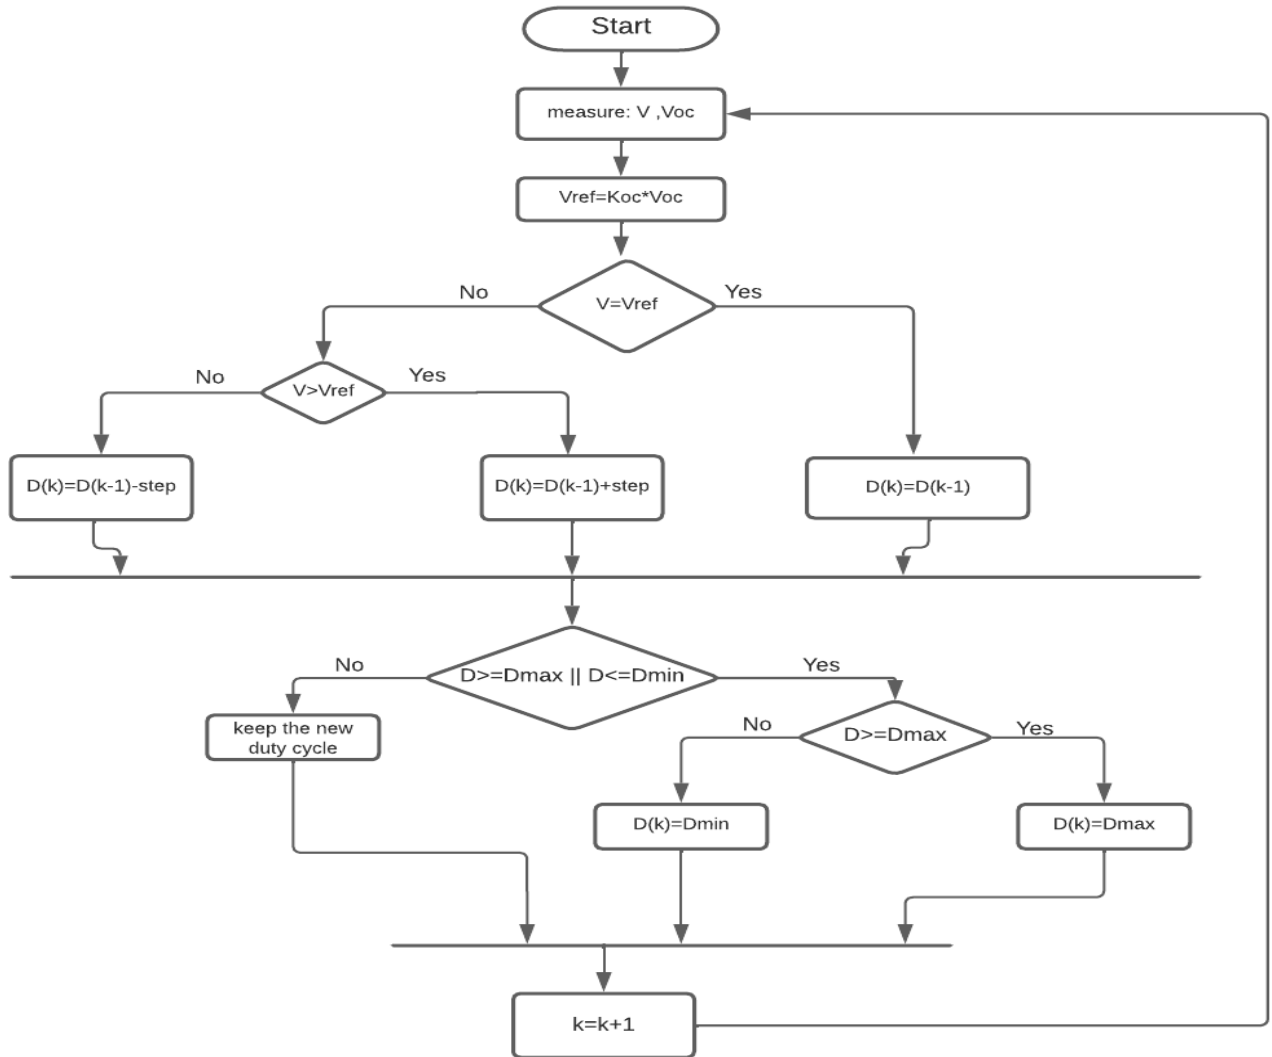 Start
measure: V ,Voc
Vref=Koc*Voc
V=Vref
No
Yes
V>Vref
No
Yes
D(k)=D(k-1)-step
D(k)=D(k-1)+step
D(k)=D(k-1)
D>=Dmax || D<=Dmin
No
Yes
keep the new
duty cycle
D>=Dmax
No
Yes
D(k)=Dmin
D(k)=Dmax
k=k+1